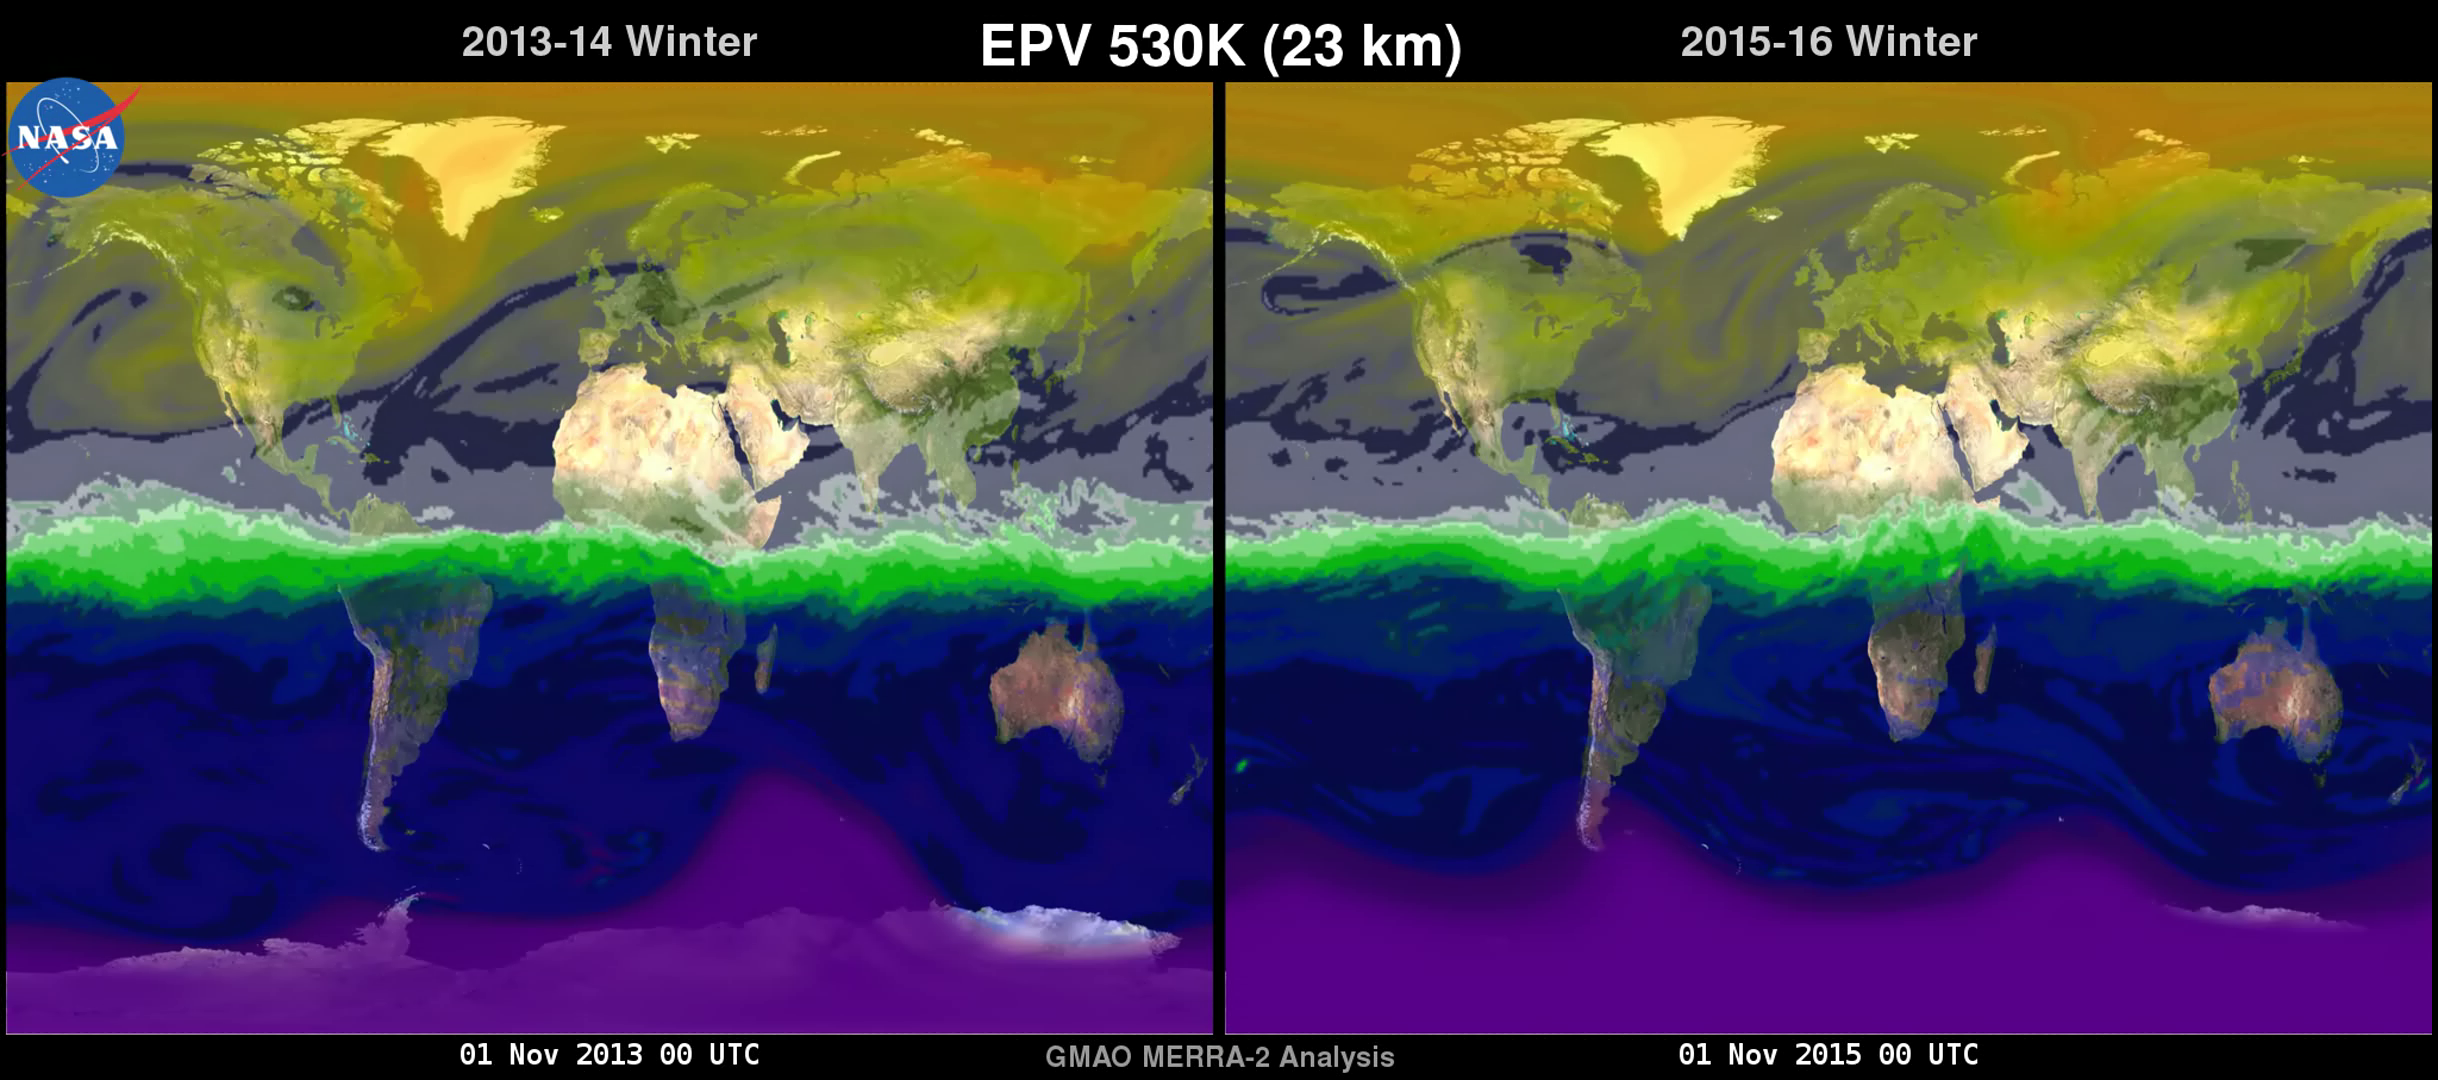 2013-14 Winter
EPV 530K (23 km)
2015-16 Winter
NASA
01 Nov 2013 00 UTC
GMAO MERRA-2 Analysis
01 Nov 2015 00 UTC